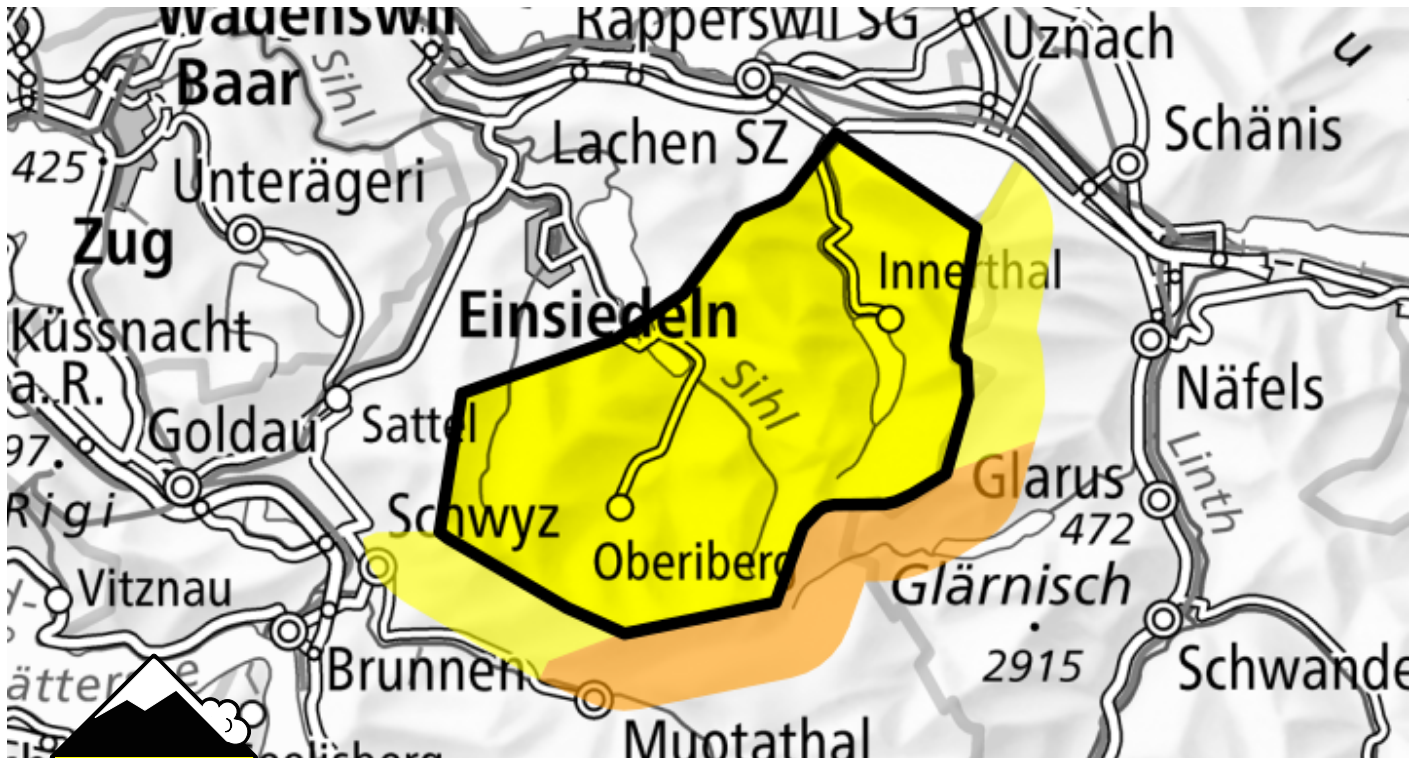 Wädenswil
Rapperswil SG
Uznach
u
Baar
Sihl
Schänis
Lachen SZ
425
Unterägeri
Zug
Innerthal
Einsiedeln
Küssnacht
a. R.
Sihl
Näfels
Goldau
Sattel
97
Linth
Rigi
Schwyz
Glarus
472
Oberiberg
Vitznau
Glärnisch
2915
Brunnen
Schwande
Muotathal